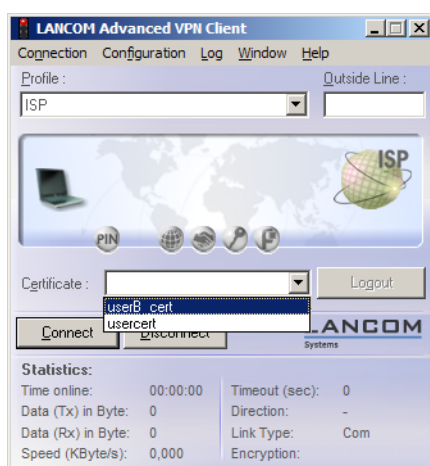 LANCOM Advanced VPN Client
Connection Configuration Log Window Help
Profile : Outside Line :
ISP
ISP
PIN
Certificate : Logout
userB_cert
usercert
Connect Disconnect LANCOM
Systems
Statistics:
Time online: 00:00:00 Timeout (sec): 0
Data (Tx) in Byte: 0 Direction: -
Data (Rx) in Byte: 0 Link Type: Com
Speed (KByte/s): 0,000 Encryption: